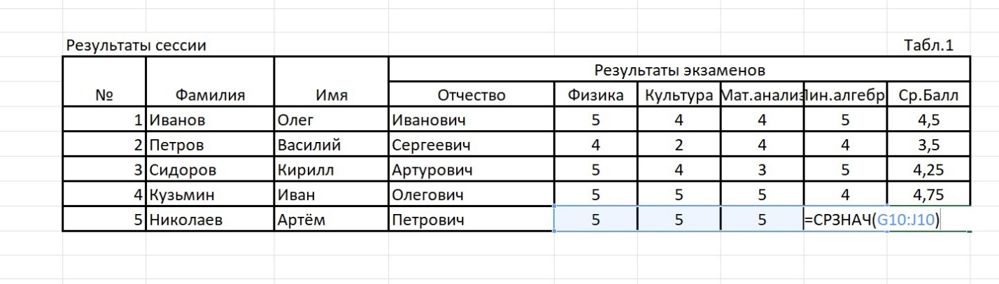 Результаты сессии Табл.1
Результаты экзаменов
№ Фамилия Имя Отчество Физика Культура Мат.анализ Лин.алгебр Ср.Балл
1 Иванов Олег Иванович 5 4 4 5 4,5
2 Петров Василий Сергеевич 4 2 4 4 3,5
3 Сидоров Кирилл Артурович 5 4 3 5 4,25
4 Кузьмин Иван Олегович 5 5 5 4 4,75
5 Николаев Артём Петрович 5 5 5 =СРЗНАЧ(G10:J10)